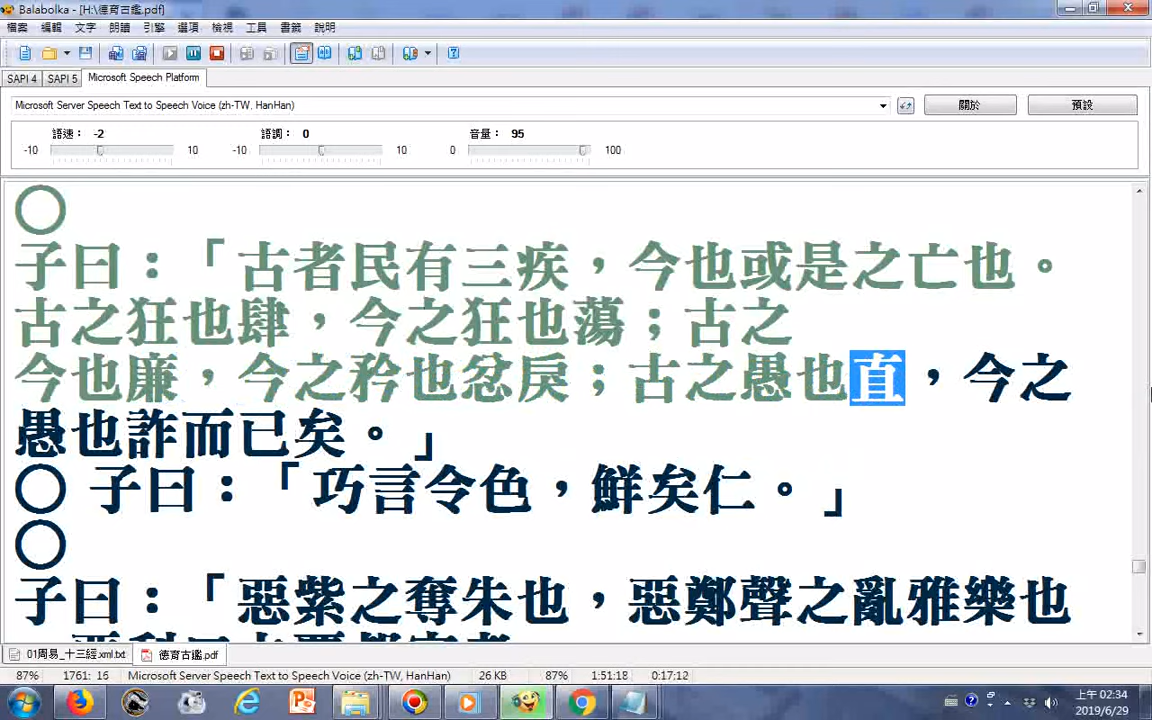 Balabolka - [H:\德育古鑑.pdf]
檔案 編輯 文字 朗讀 引擎 選項 檢視 工具 書籤 說明
SAPI 4 SAPI 5 Microsoft Speech Platform
Microsoft Server Speech Text to Speech Voice (zh-TW, HanHan) 關於 預設
語速： -2 語調： 0 音量： 95
-10 10 -10 10 0 100
○
子曰：「古者民有三疾，今也或是之亡也。
古之狂也肆，今之狂也蕩；古之
今也廉，今之矜也忿戾；古之愚也直，今之
愚也詐而已矣。」
○ 子曰：「巧言令色，鮮矣仁。」
○
子曰：「惡紫之奪朱也，惡鄭聲之亂雅樂也
01周易_十三經.xml.txt 德育古鑑.pdf
87% 1761: 16 Microsoft Server Speech Text to Speech Voice (zh-TW, HanHan) 26 KB 87% 1:51:18 0:17:12
上午 02:34
2019/6/29